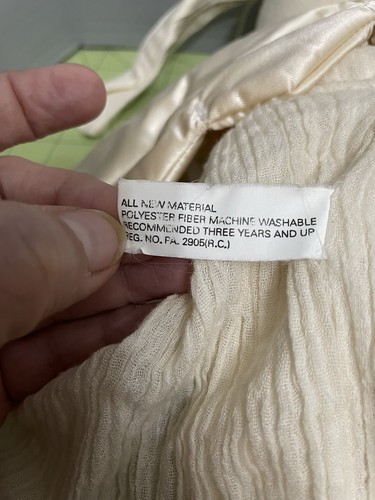 ALL NEW MATERIAL
POLYESTER FIBER MACHINE WASHABLE
RECOMMENDED THREE YEARS AND UP
REG. NO. PA. 2905(R.C.)